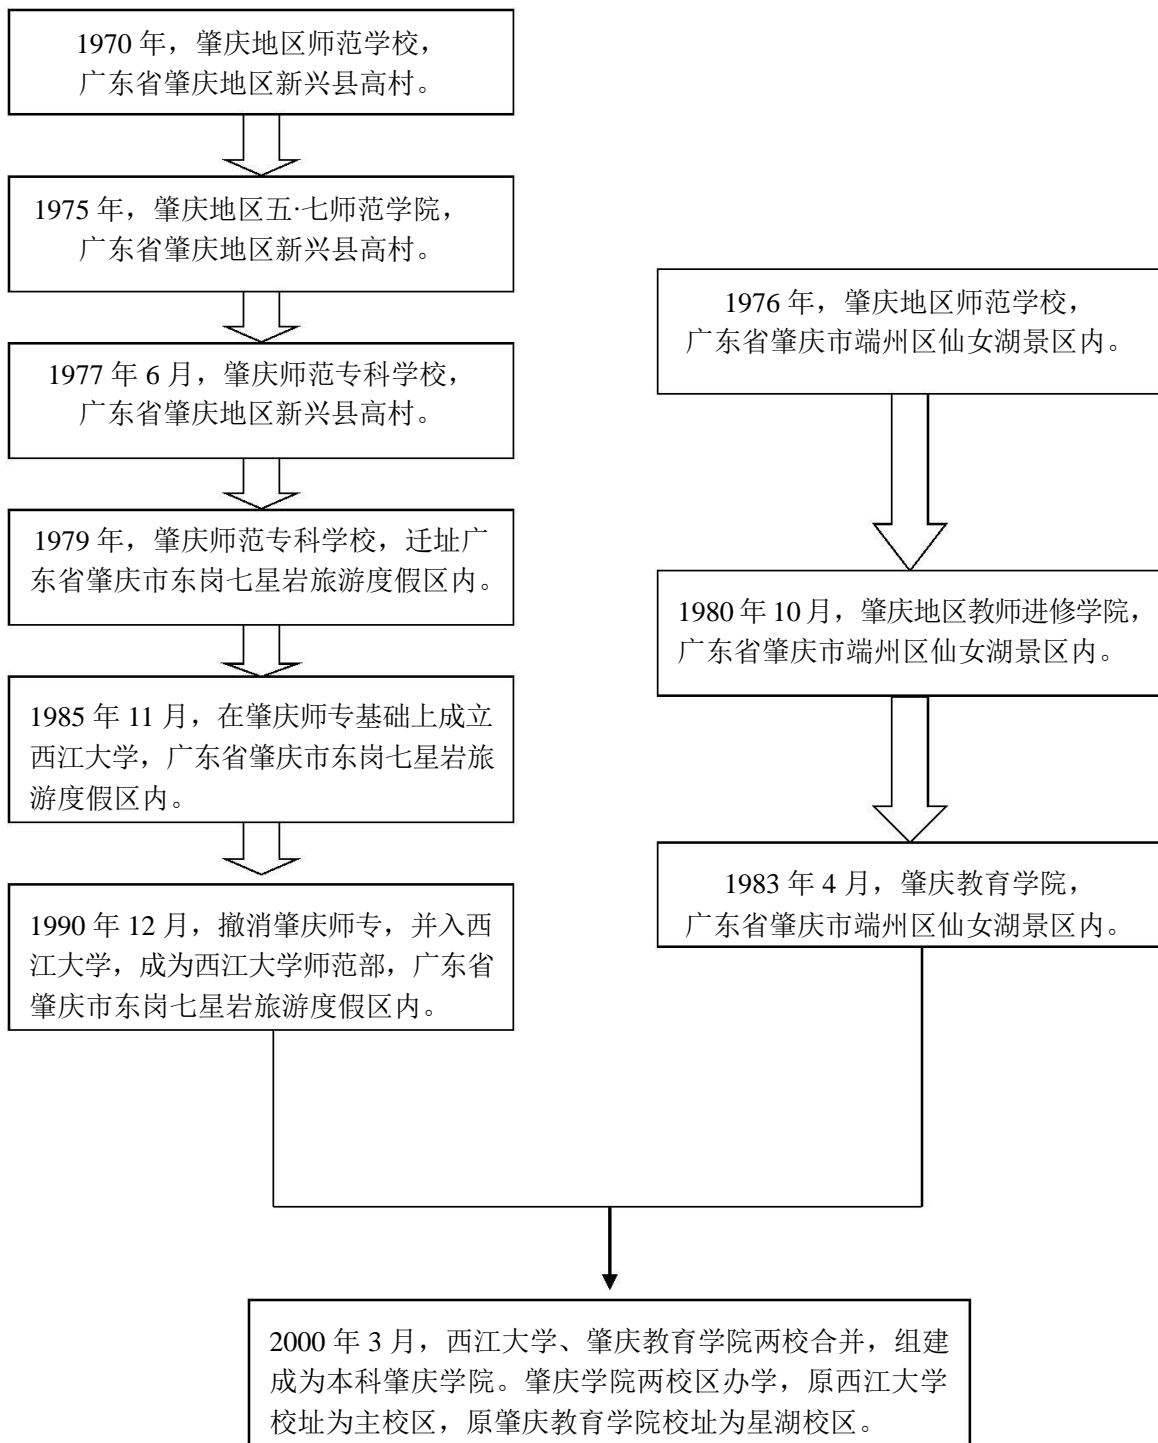 1970 年，肇庆地区师范学校，
广东省肇庆地区新兴县高村。
1975 年，肇庆地区五·七师范学院，
广东省肇庆地区新兴县高村。
1977 年 6 月，肇庆师范专科学校，
广东省肇庆地区新兴县高村。
1979 年，肇庆师范专科学校，迁址广
东省肇庆市东岗七星岩旅游度假区内。
1985 年 11 月，在肇庆师专基础上成立
西江大学，广东省肇庆市东岗七星岩旅
游度假区内。
1990 年 12 月，撤消肇庆师专，并入西
江大学，成为西江大学师范部，广东省
肇庆市东岗七星岩旅游度假区内。
1976 年，肇庆地区师范学校，
广东省肇庆市端州区仙女湖景区内。
1980 年 10 月，肇庆地区教师进修学院，
广东省肇庆市端州区仙女湖景区内。
1983 年 4 月，肇庆教育学院，
广东省肇庆市端州区仙女湖景区内。
2000 年 3 月，西江大学、肇庆教育学院两校合并，组建
成为本科肇庆学院。肇庆学院两校区办学，原西江大学
校址为主校区，原肇庆教育学院校址为星湖校区。